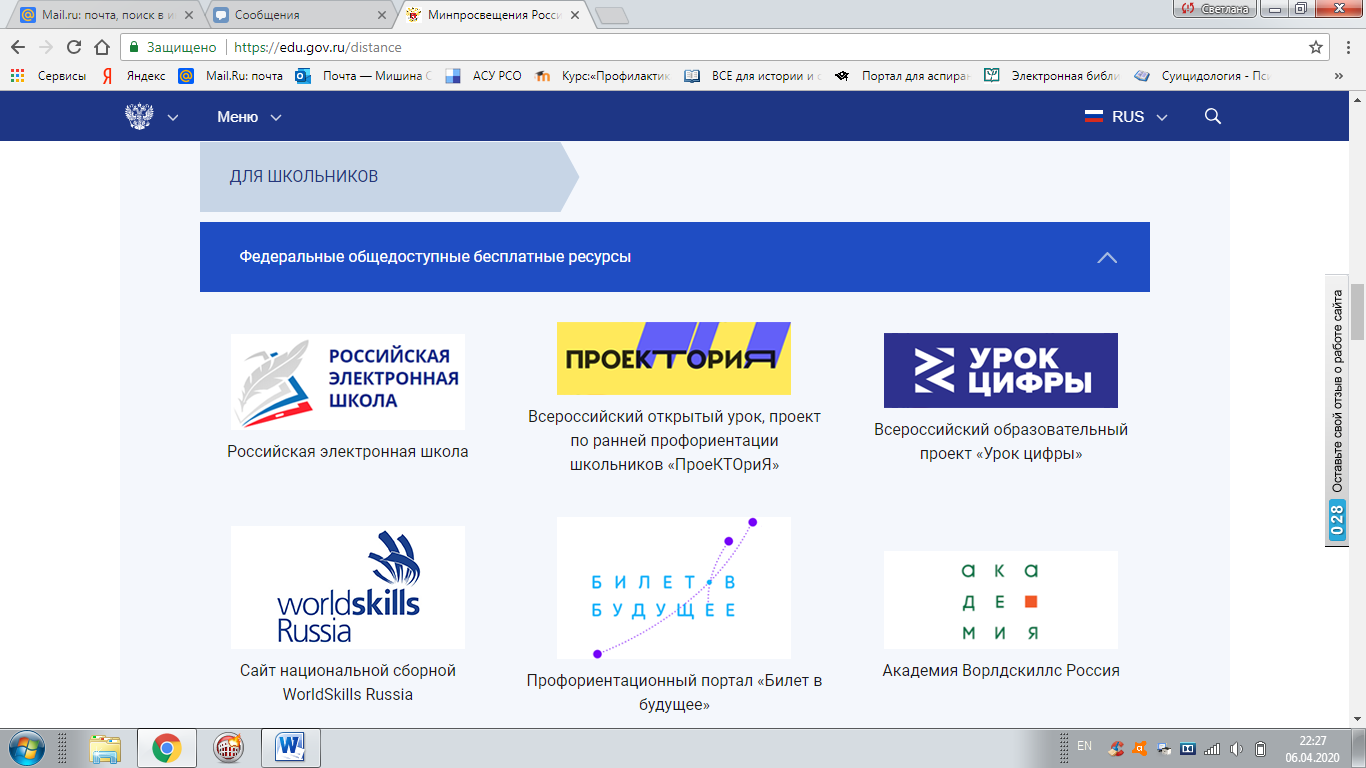 Mail.ru: почта, поиск в и
Сообщения
Минпросвещения Росси
Светлана
Защищено
https://edu.gov.ru/distance
Сервисы
Яндекс
Mail.Ru: почта
Почта — Мишина С
АСУ РСО
Курс:«Профилактик
ВСЕ для истории и с
Портал для аспиран
Электронная библи
Суицидология - Пси
»
Меню
RUS
ДЛЯ ШКОЛЬНИКОВ
Федеральные общедоступные бесплатные ресурсы
РОССИЙСКАЯ
ЭЛЕКТРОННАЯ
ШКОЛА
Российская электронная школа
ПРОЕКТОРИЯ
Всероссийский открытый урок, проект
по ранней профориентации
школьников «ПроеКТОриЯ»
УРОК
ЦИФРЫ
Всероссийский образовательный
проект «Урок цифры»
worldskills
Russia
Сайт национальной сборной
WorldSkills Russia
БИЛЕТ В
БУДУЩЕЕ
Профориентационный портал «Билет в
будущее»
АКА
ДЕ
МИЯ
Академия Ворлдскиллс Россия
Оставьте свой отзыв о работе сайта
028
EN
22:27
06.04.2020